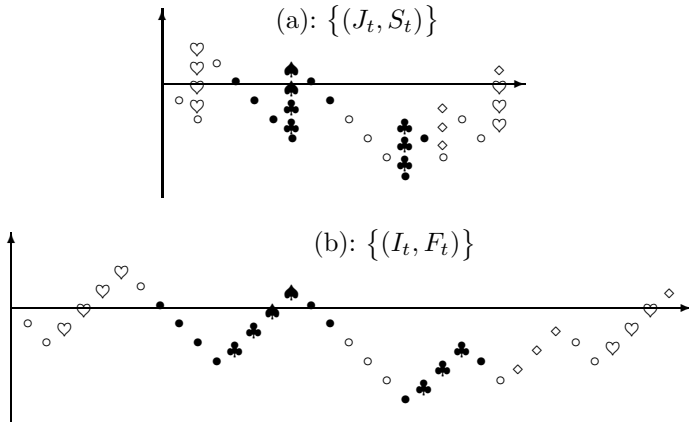 (a): {(J_t, S_t)}
(b): {(I_t, F_t)}